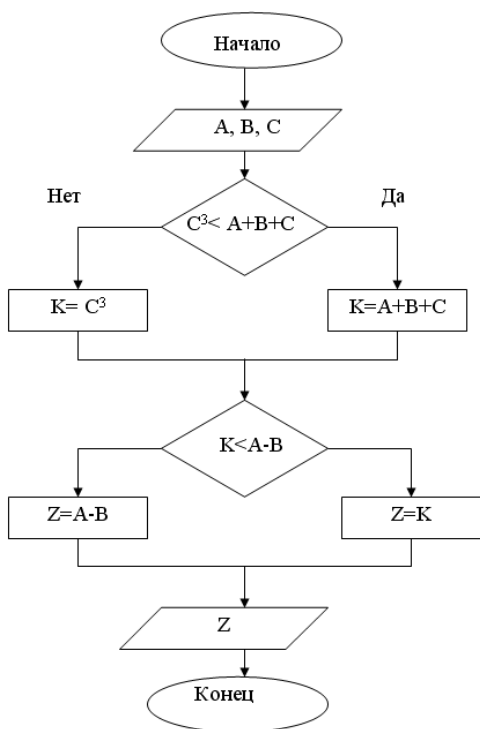 Начало
A, B, C
Нет
Да
C³< A+B+C
K= C³
K=A+B+C
K<A-B
Z=A-B
Z=K
Z
Конец